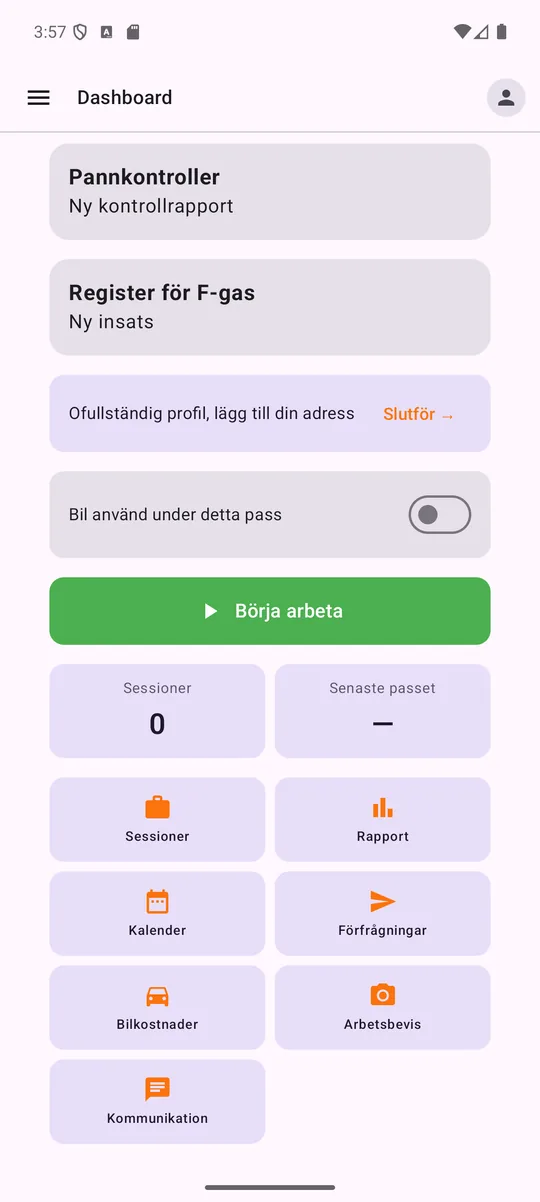 3:57
Dashboard
Pannkontroller
Ny kontrollrapport
Register för F-gas
Ny insats
Ofullständig profil, lägg till din adress
Slutför →
Bil använd under detta pass
Börja arbeta
Sessioner
0
Senaste passet
—
Sessioner
Rapport
Kalender
Förfrågningar
Bilkostnader
Arbetsbevis
Kommunikation